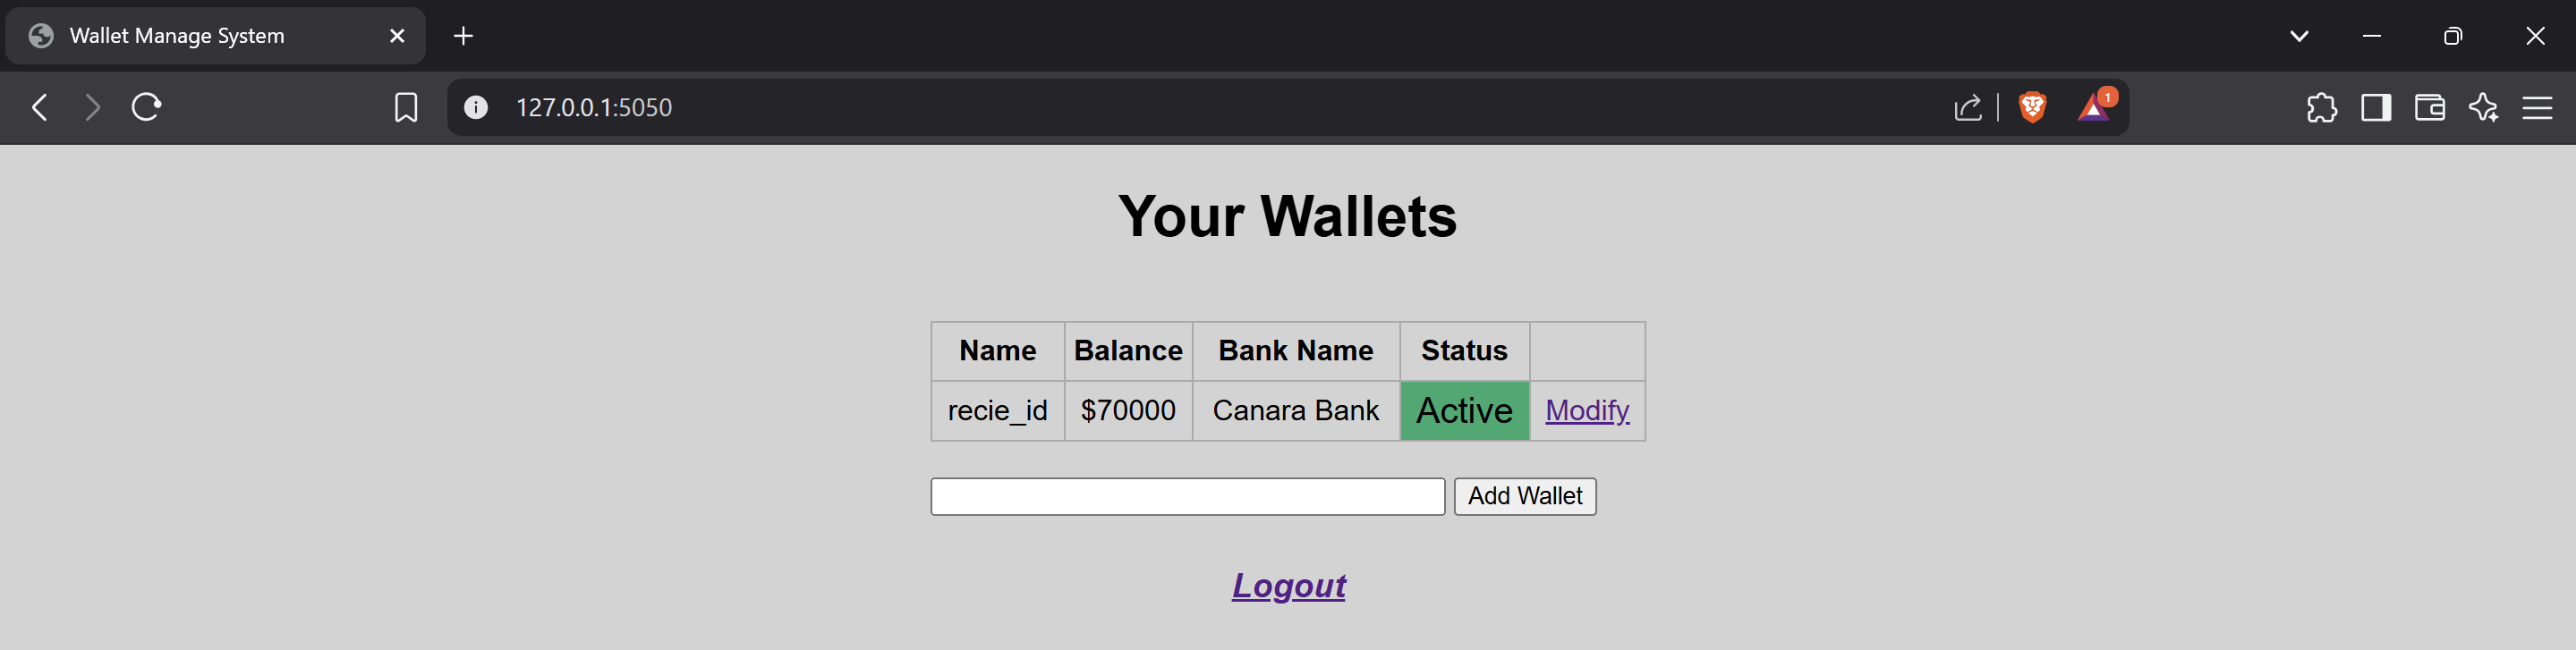 Wallet Manage System
127.0.0.1:5050
1
Your Wallets
Name Balance Bank Name Status
recie_id $70000 Canara Bank Active Modify
Add Wallet
Logout